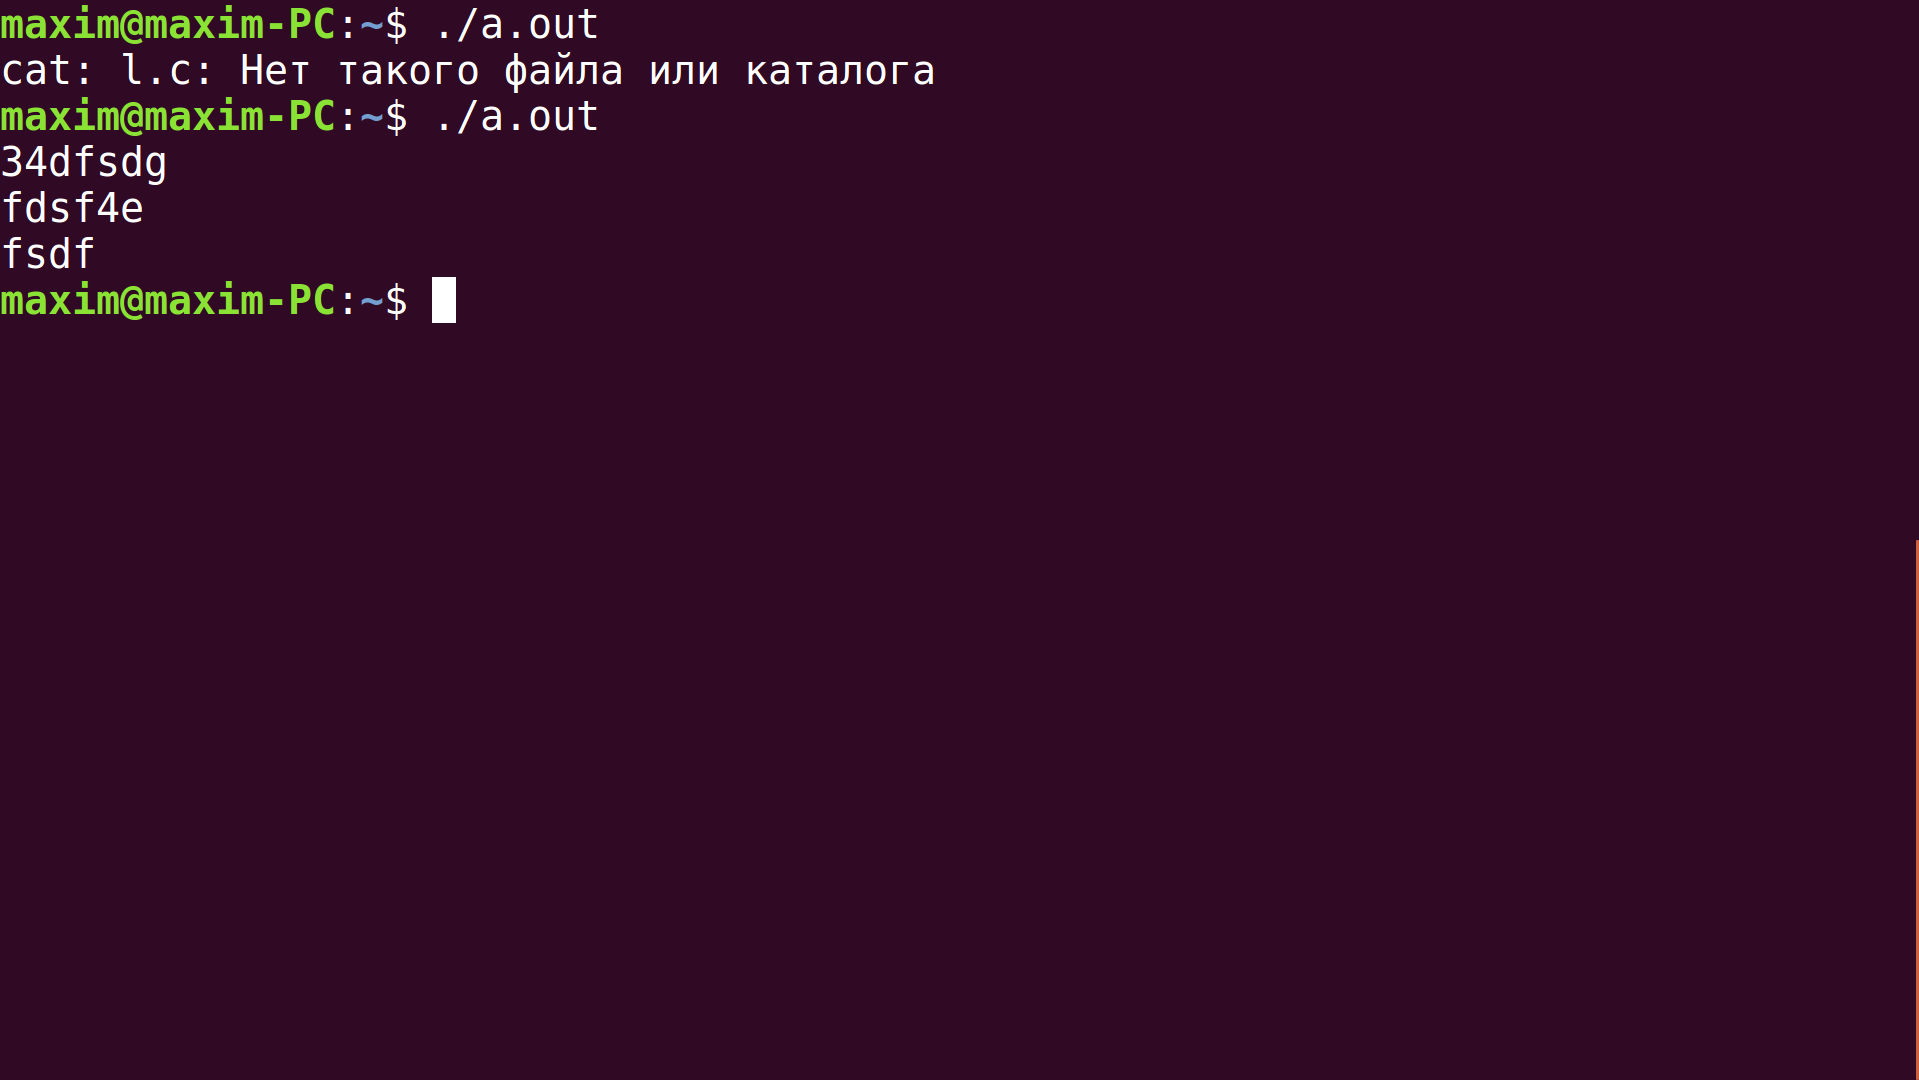 maxim@maxim-PC:~$ ./a.out
cat: l.c: Нет такого файла или каталога
maxim@maxim-PC:~$ ./a.out
34dfsdg
fdsf4e
fsdf
maxim@maxim-PC:~$